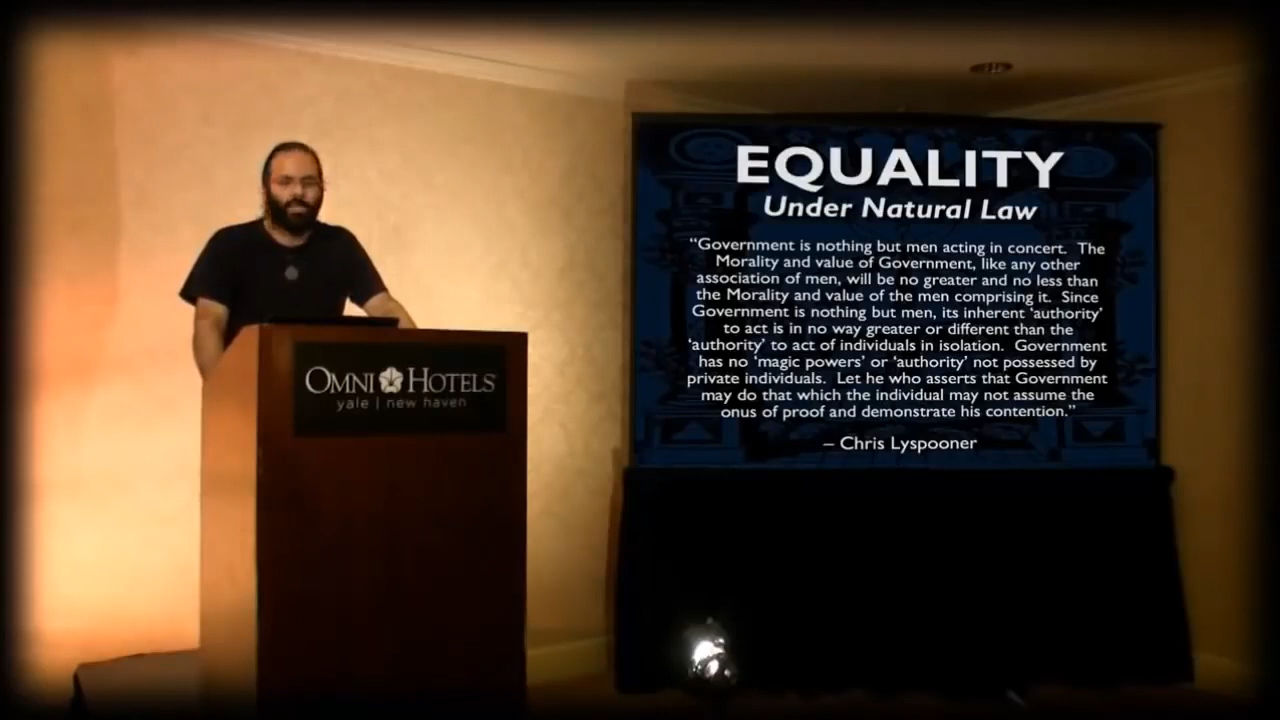 OMNI HOTELS
yale | new haven
EQUALITY
Under Natural Law
“Government is nothing but men acting in concert. The
Morality and value of Government, like any other
association of men, will be no greater and no less than
the Morality and value of the men comprising it. Since
Government is nothing but men, its inherent ‘authority’
to act is in no way greater or different than the
‘authority’ to act of individuals in isolation. Government
has no ‘magic powers’ or ‘authority’ not possessed by
private individuals. Let he who asserts that Government
may do that which the individual may not assume the
onus of proof and demonstrate his contention.”
– Chris Lyspooner